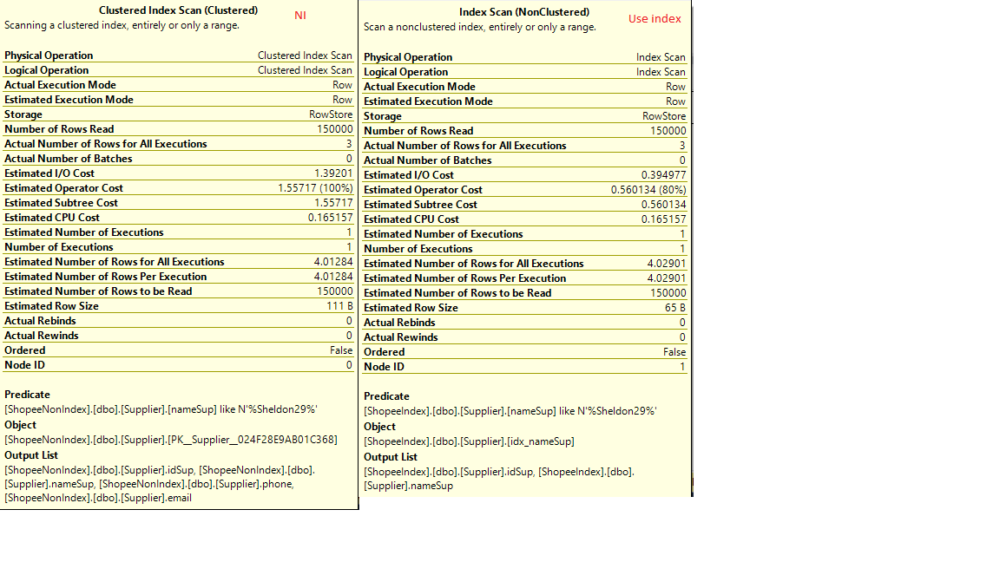 Clustered Index Scan (Clustered)
NI
Scanning a clustered index, entirely or only a range.
Physical Operation Clustered Index Scan
Logical Operation Clustered Index Scan
Actual Execution Mode Row
Estimated Execution Mode Row
Storage RowStore
Number of Rows Read 150000
Actual Number of Rows for All Executions 3
Actual Number of Batches 0
Estimated I/O Cost 1.39201
Estimated Operator Cost 1.55717 (100%)
Estimated Subtree Cost 1.55717
Estimated CPU Cost 0.165157
Estimated Number of Executions 1
Number of Executions 1
Estimated Number of Rows for All Executions 4.01284
Estimated Number of Rows Per Execution 4.01284
Estimated Number of Rows to be Read 150000
Estimated Row Size 111 B
Actual Rebinds 0
Actual Rewinds 0
Ordered False
Node ID 0
Predicate
[ShopeeNonIndex].[dbo].[Supplier].[nameSup] like N'%Sheldon29%'
Object
[ShopeeNonIndex].[dbo].[Supplier].[PK__Supplier__024F28E9AB01C368]
Output List
[ShopeeNonIndex].[dbo].[Supplier].idSup, [ShopeeNonIndex].[dbo].
[Supplier].nameSup, [ShopeeNonIndex].[dbo].[Supplier].phone,
[ShopeeNonIndex].[dbo].[Supplier].email
Index Scan (NonClustered)
Use index
Scan a nonclustered index, entirely or only a range.
Physical Operation Index Scan
Logical Operation Index Scan
Actual Execution Mode Row
Estimated Execution Mode Row
Storage RowStore
Number of Rows Read 150000
Actual Number of Rows for All Executions 3
Actual Number of Batches 0
Estimated I/O Cost 0.394977
Estimated Operator Cost 0.560134 (80%)
Estimated Subtree Cost 0.560134
Estimated CPU Cost 0.165157
Estimated Number of Executions 1
Number of Executions 1
Estimated Number of Rows for All Executions 4.02901
Estimated Number of Rows Per Execution 4.02901
Estimated Number of Rows to be Read 150000
Estimated Row Size 65 B
Actual Rebinds 0
Actual Rewinds 0
Ordered False
Node ID 1
Predicate
[ShopeeIndex].[dbo].[Supplier].[nameSup] like N'%Sheldon29%'
Object
[ShopeeIndex].[dbo].[Supplier].[idx_nameSup]
Output List
[ShopeeIndex].[dbo].[Supplier].idSup, [ShopeeIndex].[dbo].
[Supplier].nameSup